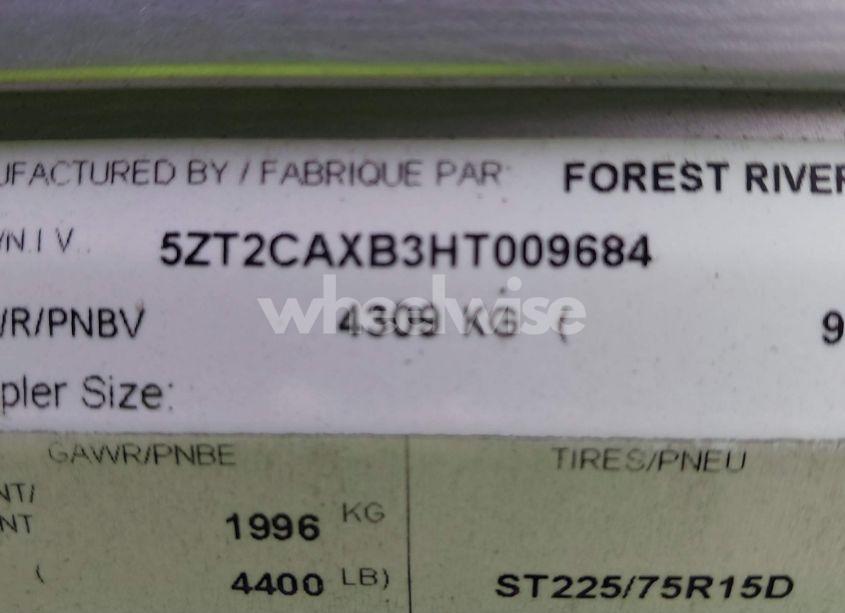 UFACTURED BY / FABRIQUE PAR: FOREST RIVER
/N.I V. 5ZT2CAXB3HT009684
/R/PNBV 4309 KG ( 9
wheelwise
pler Size:
GAWR/PNBE TIRES/PNEU
NT/
NT 1996 KG
( 4400 LB) ST225/75R15D